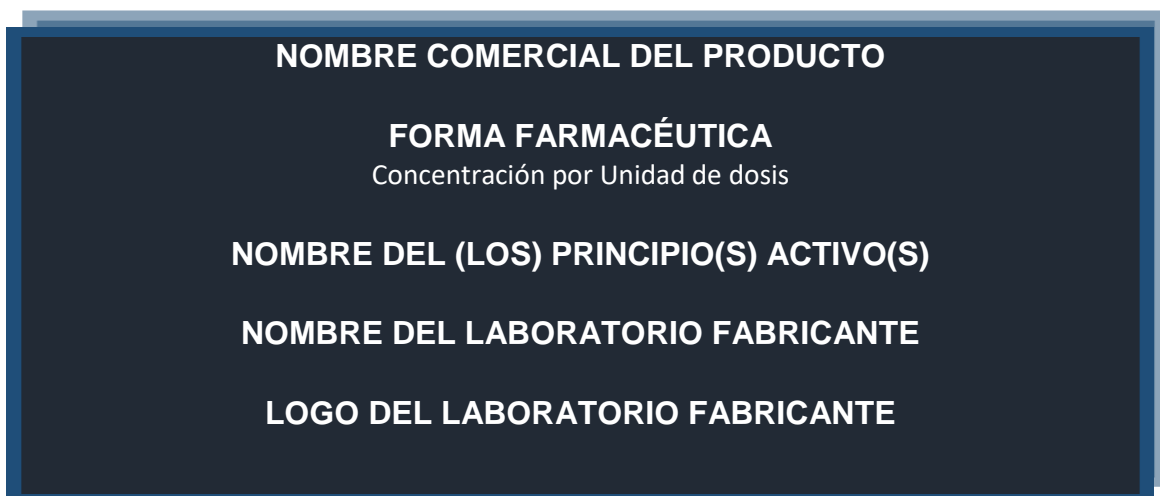 NOMBRE COMERCIAL DEL PRODUCTO
FORMA FARMACÉUTICA
Concentración por Unidad de dosis
NOMBRE DEL (LOS) PRINCIPIO(S) ACTIVO(S)
NOMBRE DEL LABORATORIO FABRICANTE
LOGO DEL LABORATORIO FABRICANTE